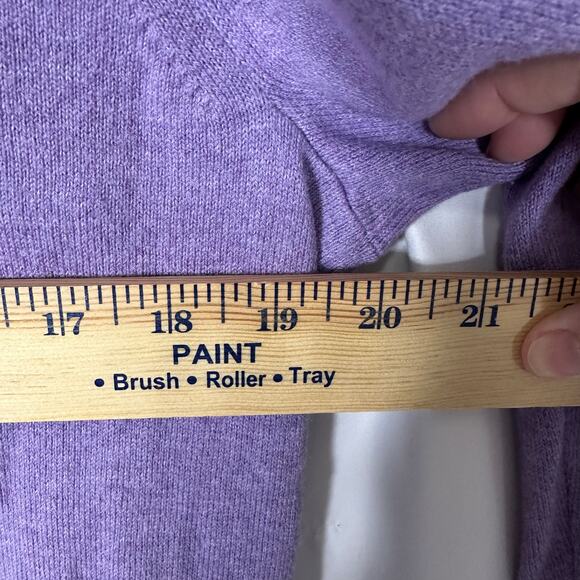 17 18 19 20 21
PAINT
• Brush • Roller • Tray